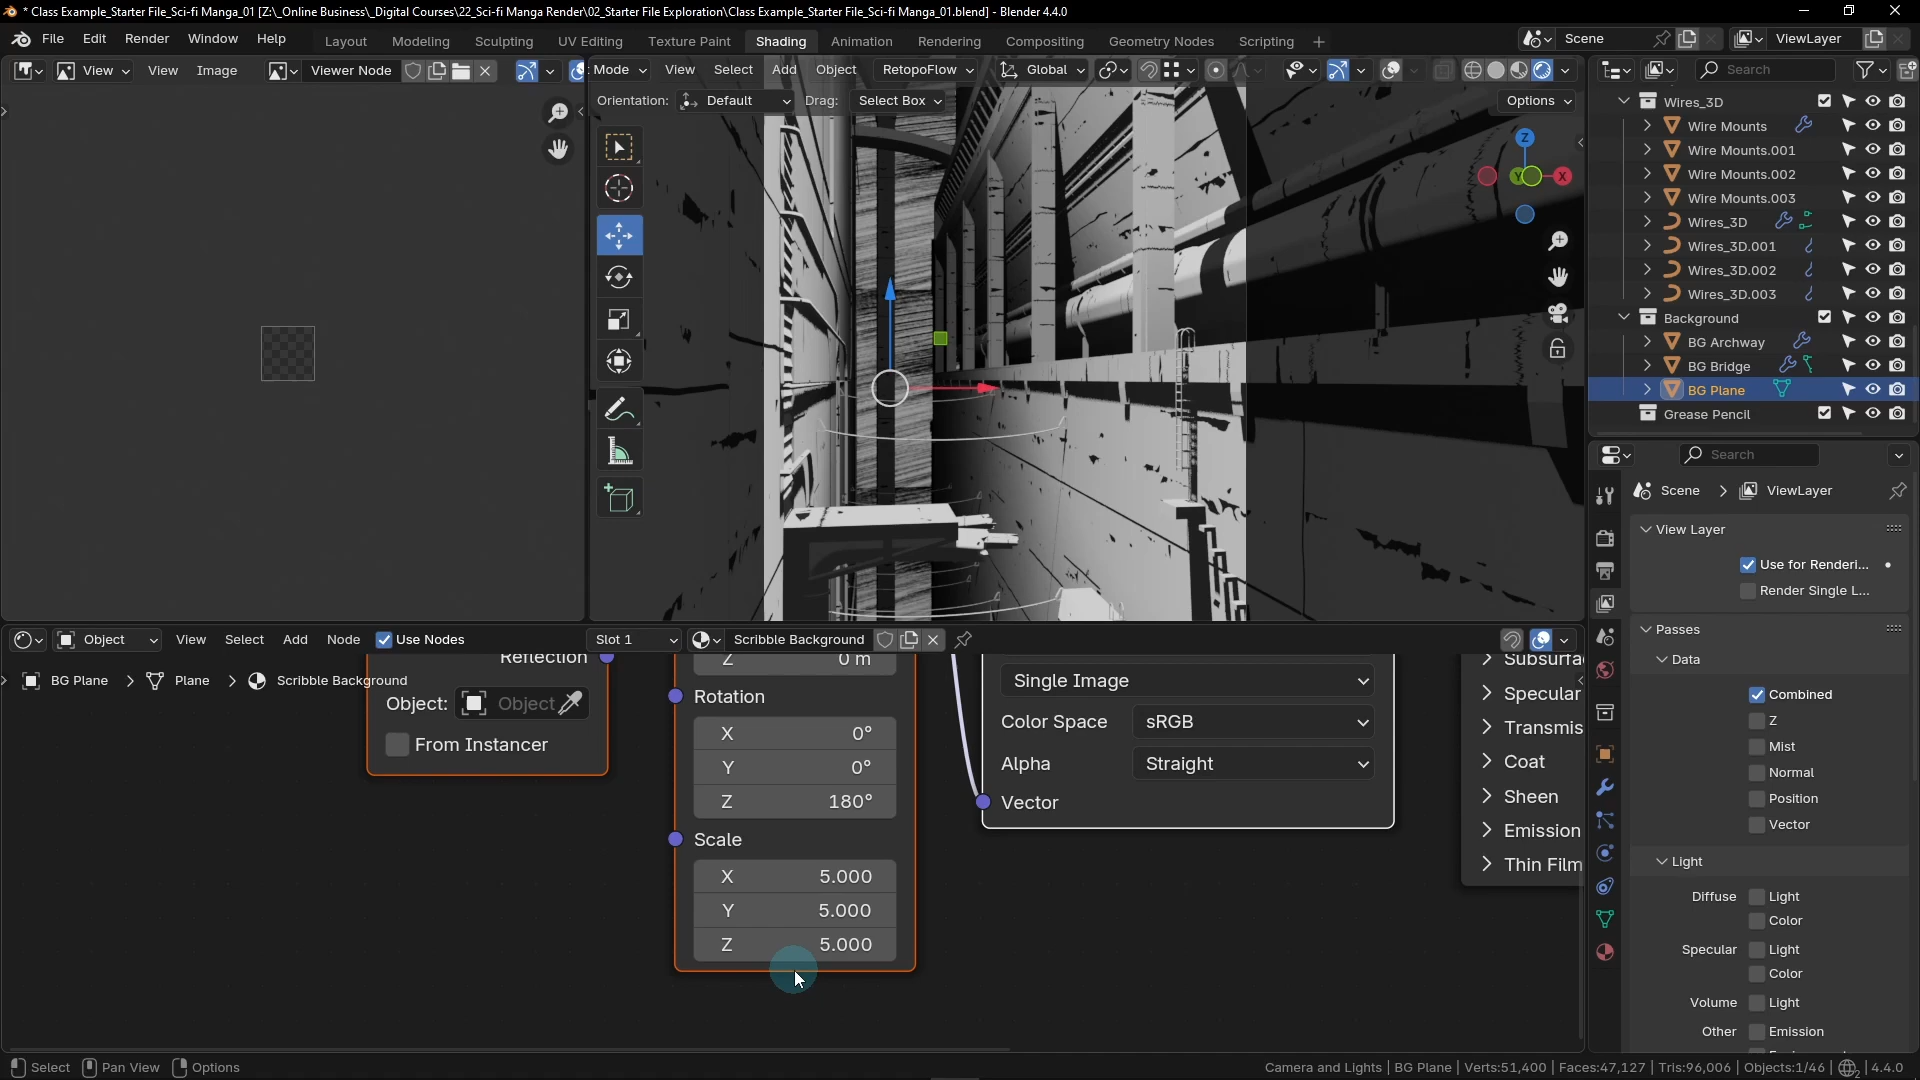 * Class Example_Starter File_Sci-fi Manga_01 [Z:\_Online Business\_Digital Courses\22_Sci-fi Manga Render\02_Starter File Exploration\Class Example_Starter File_Sci-fi Manga_01.blend] - Blender 4.4.0
File Edit Render Window Help Layout Modeling Sculpting UV Editing Texture Paint Shading Animation Rendering Compositing Geometry Nodes Scripting + Scene ViewLayer
View View Image Viewer Node Mode View Select Add Object RetopoFlow Global Search
Orientation: Default Drag: Select Box Options
Wires_3D
Wire Mounts
Wire Mounts.001
Wire Mounts.002
Wire Mounts.003
Wires_3D
Wires_3D.001
Wires_3D.002
Wires_3D.003
Background
BG Archway
BG Bridge
BG Plane
Grease Pencil
Z
X
Y
Search
Scene ViewLayer
View Layer
Use for Renderi...
Render Single L...
Passes
Data
Combined
Z
Mist
Normal
Position
Vector
Light
Diffuse Light
Color
Specular Light
Color
Volume Light
Other Emission
Object View Select Add Node Use Nodes Slot 1 Scribble Background
BG Plane Plane Scribble Background
Reflection
Object: Object
From Instancer
Z 0 m
Rotation
X 0°
Y 0°
Z 180°
Scale
X 5.000
Y 5.000
Z 5.000
Single Image
Color Space sRGB
Alpha Straight
Vector
Subsurfa
Specular
Transmis
Coat
Sheen
Emission
Thin Film
Select Pan View Options Camera and Lights | BG Plane | Verts:51,400 | Faces:47,127 | Tris:96,006 | Objects:1/46 | 2 | 4.4.0